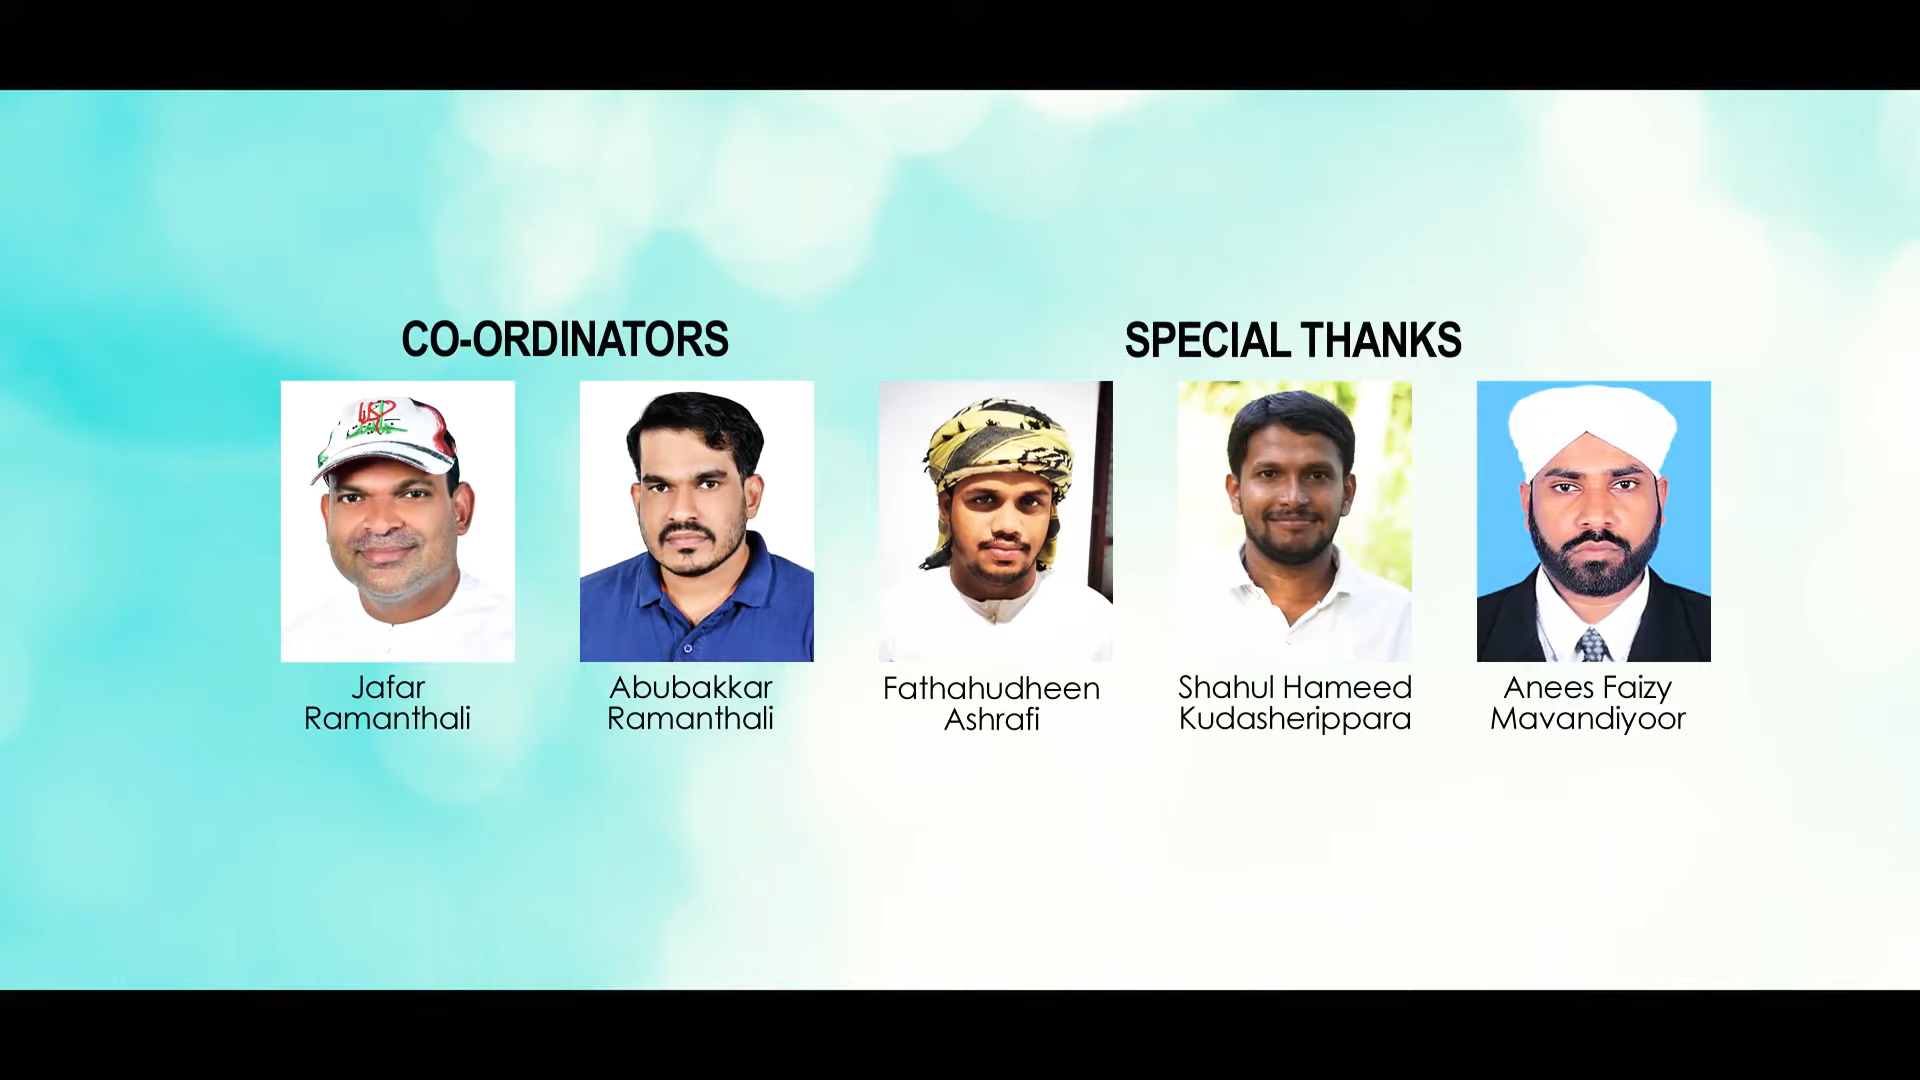 CO-ORDINATORS
SPECIAL THANKS
Jafar
Ramanthali
Abubakkar
Ramanthali
Fathahudheen
Ashrafi
Shahul Hameed
Kudasherippara
Anees Faizy
Mavandiyoor